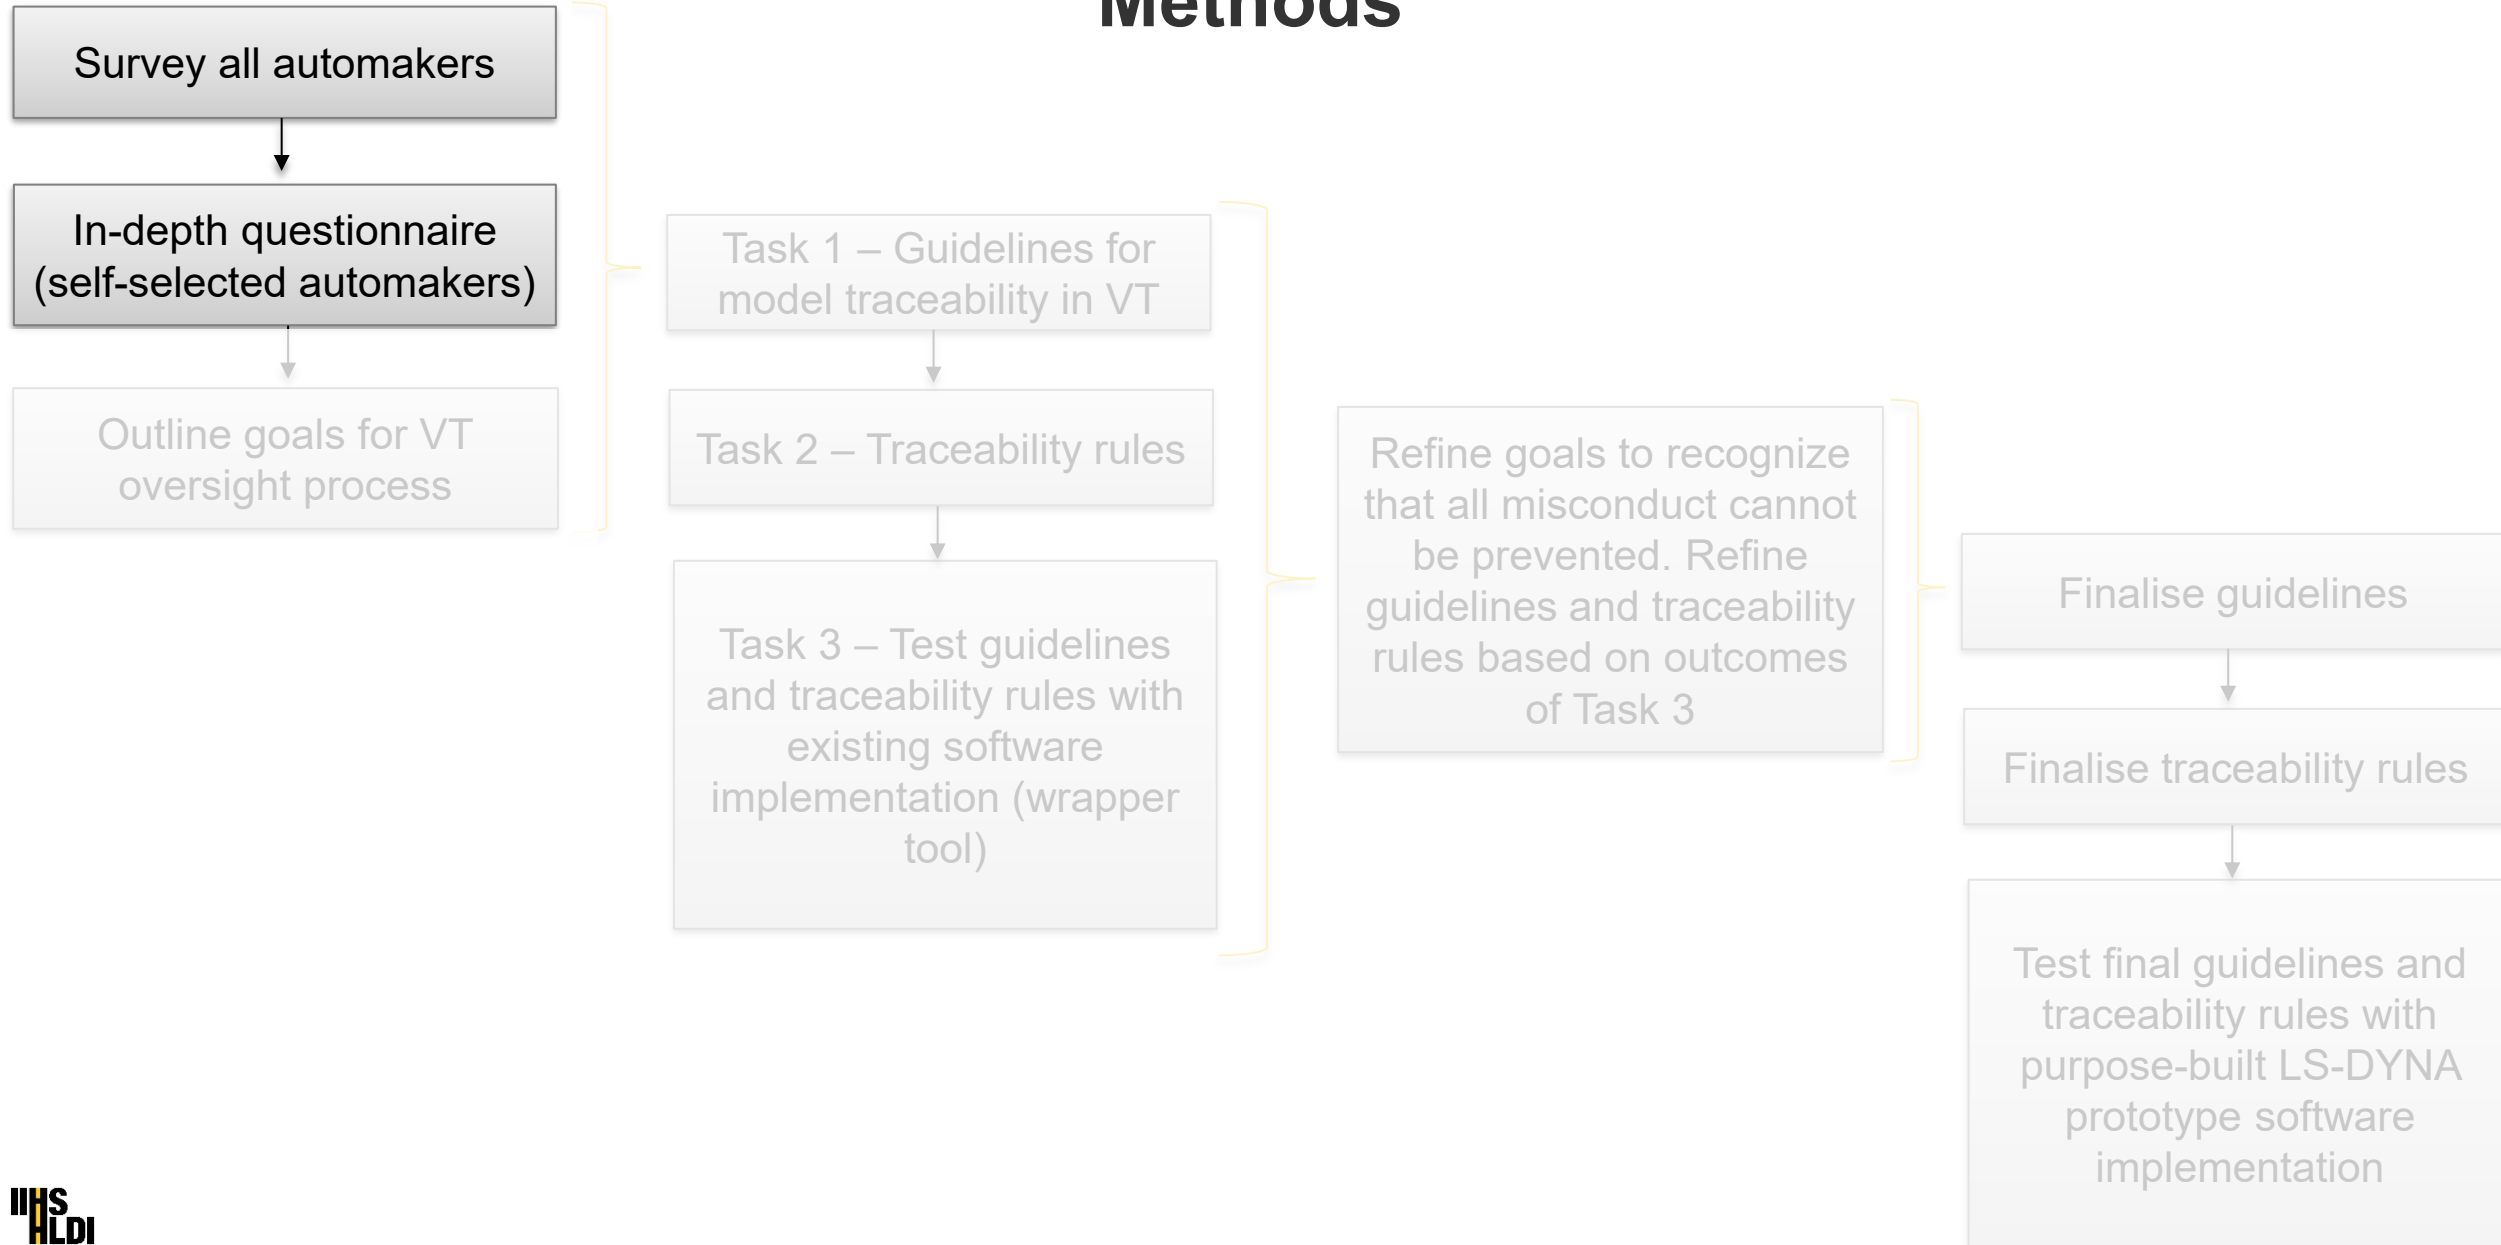 Methods
Survey all automakers
In-depth questionnaire
(self-selected automakers)
Outline goals for VT
oversight process
Task 1 – Guidelines for
model traceability in VT
Task 2 – Traceability rules
Task 3 – Test guidelines
and traceability rules with
existing software
implementation (wrapper
tool)
Refine goals to recognize
that all misconduct cannot
be prevented. Refine
guidelines and traceability
rules based on outcomes
of Task 3
Finalise guidelines
Finalise traceability rules
Test final guidelines and
traceability rules with
purpose-built LS-DYNA
prototype software
implementation
IIHS
HLDI